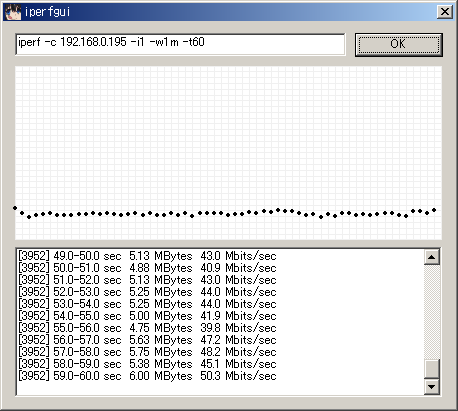 iperfgui
iperf -c 192.168.0.195 -i1 -w1m -t60
OK
[3952] 49.0-50.0 sec 5.13 MBytes 43.0 Mbits/sec
[3952] 50.0-51.0 sec 4.88 MBytes 40.9 Mbits/sec
[3952] 51.0-52.0 sec 5.13 MBytes 43.0 Mbits/sec
[3952] 52.0-53.0 sec 5.25 MBytes 44.0 Mbits/sec
[3952] 53.0-54.0 sec 5.25 MBytes 44.0 Mbits/sec
[3952] 54.0-55.0 sec 5.00 MBytes 41.9 Mbits/sec
[3952] 55.0-56.0 sec 4.75 MBytes 39.8 Mbits/sec
[3952] 56.0-57.0 sec 5.63 MBytes 47.2 Mbits/sec
[3952] 57.0-58.0 sec 5.75 MBytes 48.2 Mbits/sec
[3952] 58.0-59.0 sec 5.38 MBytes 45.1 Mbits/sec
[3952] 59.0-60.0 sec 6.00 MBytes 50.3 Mbits/sec